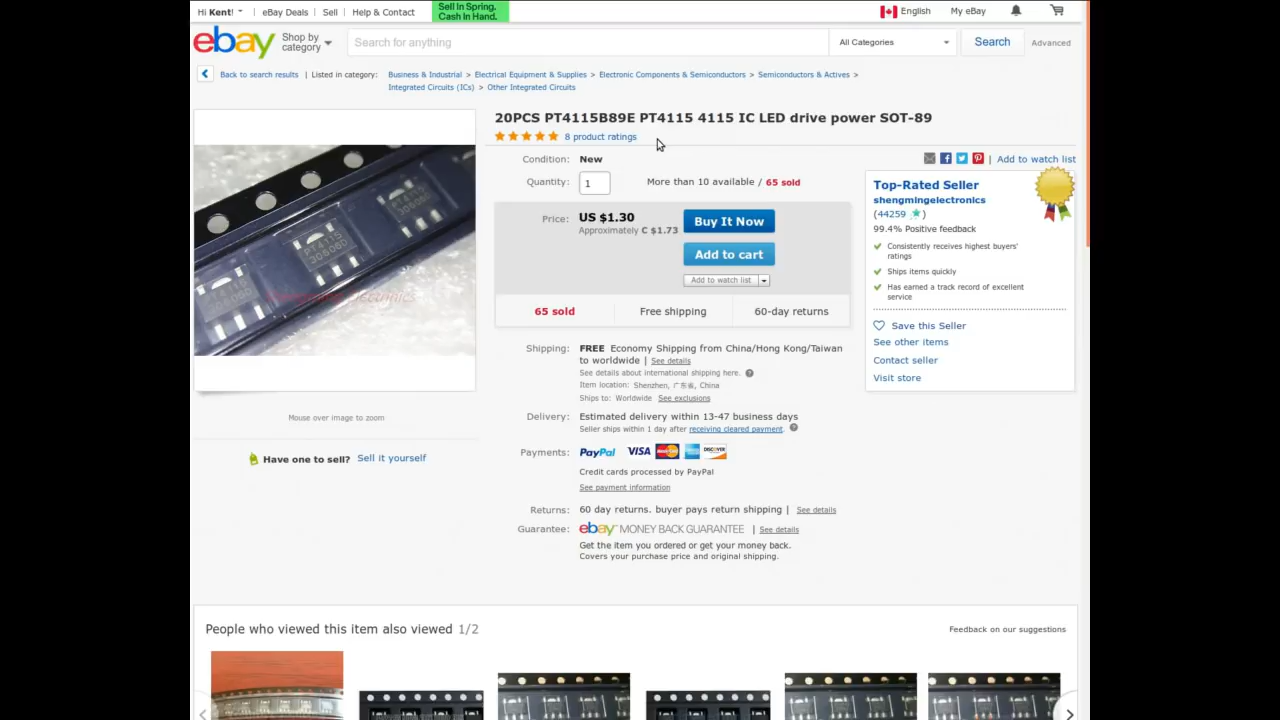 Hi Kent! | eBay Deals | Sell | Help & Contact
Sell In Spring.
Cash In Hand.
English My eBay
ebay Shop by category
Search for anything
All Categories
Search
Advanced
Back to search results | Listed in category: Business & Industrial > Electrical Equipment & Supplies > Electronic Components & Semiconductors > Semiconductors & Actives >
Integrated Circuits (ICs) > Other Integrated Circuits
20PCS PT4115B89E PT4115 4115 IC LED drive power SOT-89
8 product ratings
Condition: New
| Add to watch list
Quantity: 1 More than 10 available / 65 sold
Price: US $1.30
Approximately C $1.73
Buy It Now
Add to cart
Add to watch list
65 sold Free shipping 60-day returns
Shipping: FREE Economy Shipping from China/Hong Kong/Taiwan
to worldwide | See details
See details about international shipping here.
Item location: Shenzhen, 广东省, China
Ships to: Worldwide See exclusions
Delivery: Estimated delivery within 13-47 business days
Seller ships within 1 day after receiving cleared payment.
Payments: PayPal VISA MasterCard DISCOVER
Credit cards processed by PayPal
See payment information
Returns: 60 day returns. buyer pays return shipping | See details
Guarantee: ebay MONEY BACK GUARANTEE | See details
Get the item you ordered or get your money back.
Covers your purchase price and original shipping.
Top-Rated Seller
shengmingelectronics
(44259 )
99.4% Positive feedback
Consistently receives highest buyers'
ratings
Ships items quickly
Has earned a track record of excellent
service
Save this Seller
See other items
Contact seller
Visit store
Mouse over image to zoom
Have one to sell? Sell it yourself
People who viewed this item also viewed 1/2
Feedback on our suggestions